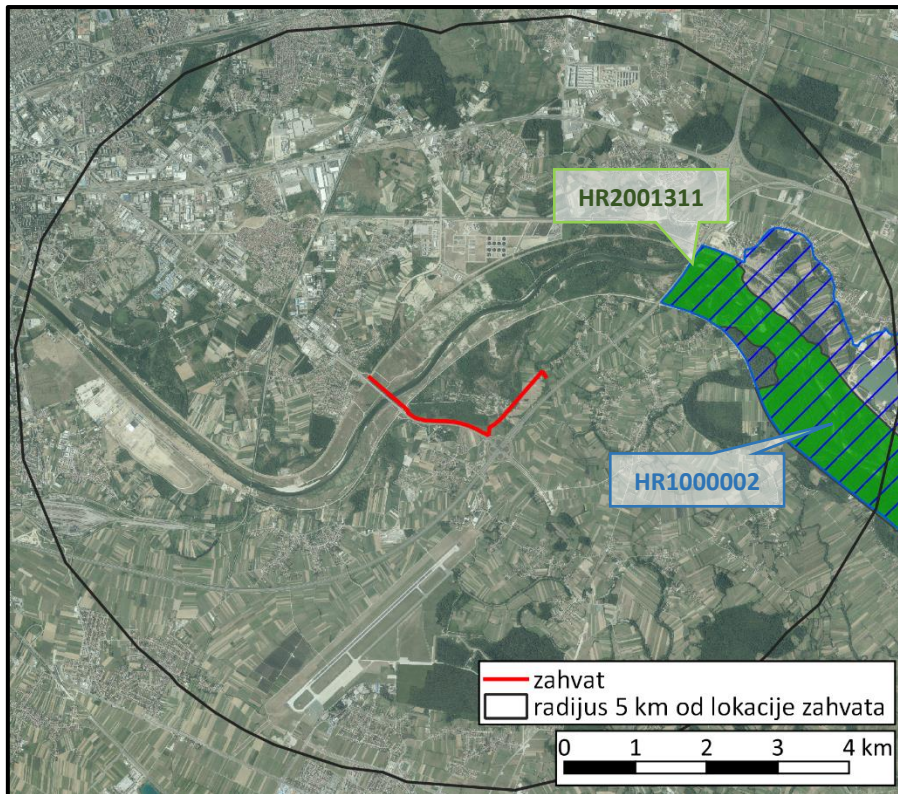 HR2001311
HR1000002
zahvat
radijus 5 km od lokacije zahvata
0 1 2 3 4 km